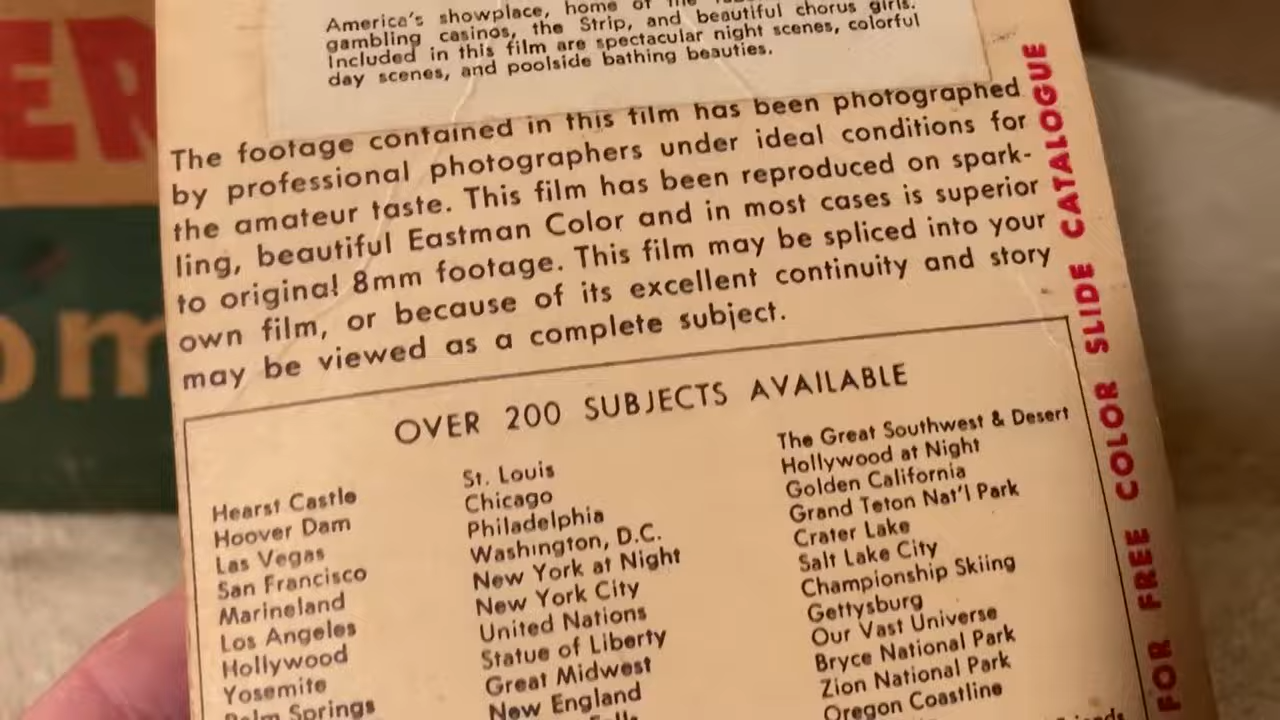 America's showplace, home of the
gambling casinos, the Strip, and beautiful chorus girls.
Included in this film are spectacular night scenes, colorful
day scenes, and poolside bathing beauties.
The footage contained in this film has been photographed
by professional photographers under ideal conditions for
the amateur taste. This film has been reproduced on spark-
ling, beautiful Eastman Color and in most cases is superior
to original 8mm footage. This film may be spliced into your
own film, or because of its excellent continuity and story
may be viewed as a complete subject.
OVER 200 SUBJECTS AVAILABLE
Hearst Castle
Hoover Dam
Las Vegas
San Francisco
Marineland
Los Angeles
Hollywood
Yosemite
Palm Springs
St. Louis
Chicago
Philadelphia
Washington, D.C.
New York at Night
New York City
United Nations
Statue of Liberty
Great Midwest
New England
Falls
The Great Southwest & Desert
Hollywood at Night
Golden California
Grand Teton Nat'l Park
Crater Lake
Salt Lake City
Championship Skiing
Gettysburg
Our Vast Universe
Bryce National Park
Zion National Park
Oregon Coastline
FOR FREE COLOR SLIDE CATALOGUE
ER
om